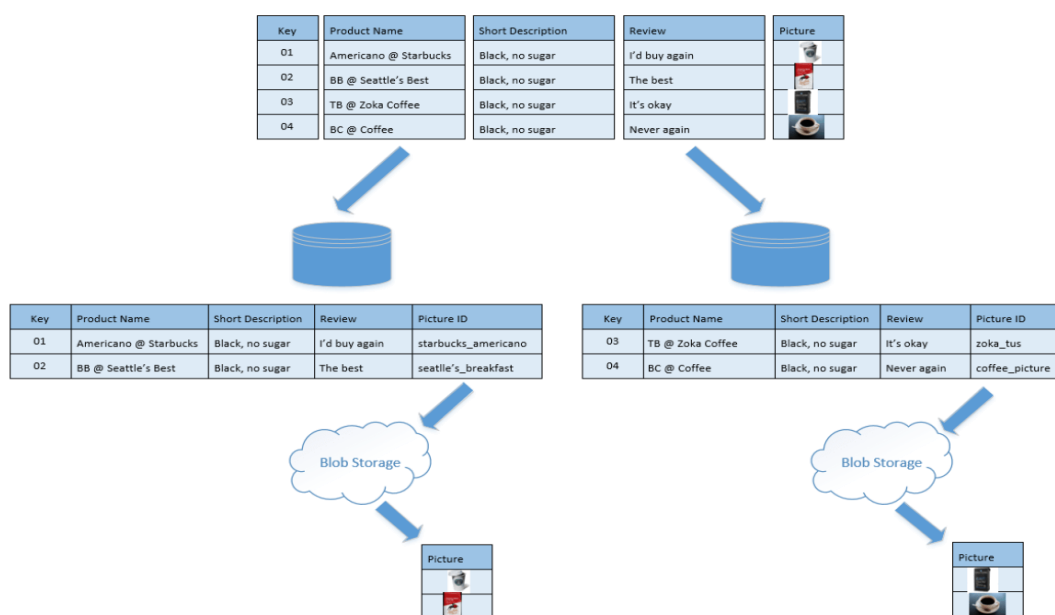 Key Product Name Short Description Review Picture
01 Americano @ Starbucks Black, no sugar I'd buy again
02 BB @ Seattle's Best Black, no sugar The best
03 TB @ Zoka Coffee Black, no sugar It's okay
04 BC @ Coffee Black, no sugar Never again
Key Product Name Short Description Review Picture ID
01 Americano @ Starbucks Black, no sugar I'd buy again starbucks_americano
02 BB @ Seattle's Best Black, no sugar The best seatlle's_breakfast
Key Product Name Short Description Review Picture ID
03 TB @ Zoka Coffee Black, no sugar It's okay zoka_tus
04 BC @ Coffee Black, no sugar Never again coffee_picture
Blob Storage
Blob Storage
Picture
Picture